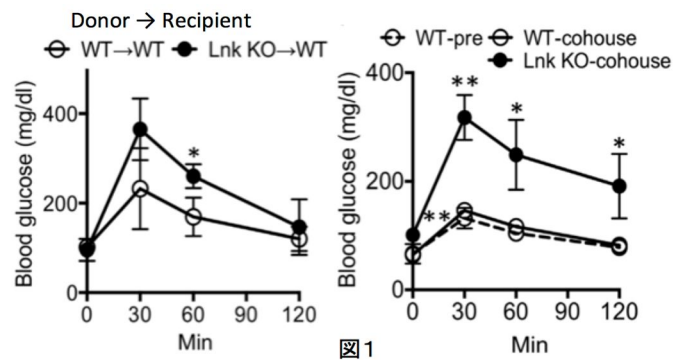 Donor → Recipient
WT→WT Lnk KO→WT
Blood glucose (mg/dl)
400
200
0
*
0 30 60 90 120
Min
WT-pre WT-cohouse
Lnk KO-cohouse
Blood glucose (mg/dl)
400
200
0
**
**
*
*
0 30 60 90 120
Min
図1